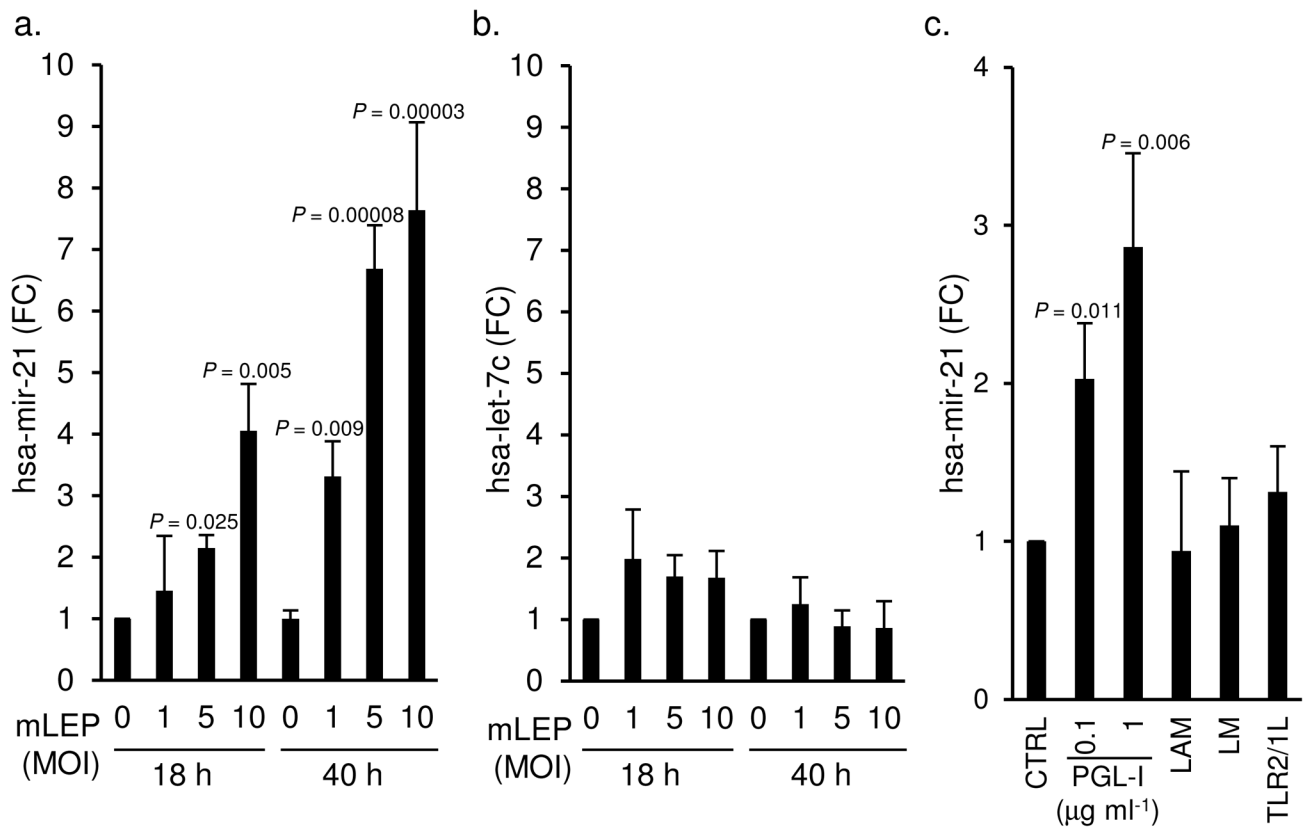 a.
hsa-mir-21 (FC)
10
9
8
7
6
5
4
3
2
1
0
P = 0.025
P = 0.005
P = 0.009
P = 0.00008
P = 0.00003
mLEP
(MOI)
0 1 5 10 0 1 5 10
18 h 40 h
b.
hsa-let-7c (FC)
10
9
8
7
6
5
4
3
2
1
0
mLEP
(MOI)
0 1 5 10 0 1 5 10
18 h 40 h
c.
hsa-mir-21 (FC)
4
3
2
1
0
P = 0.011
P = 0.006
CTRL
0.1
1
PGL-I
(μg ml⁻¹)
LAM
LM
TLR2/1L